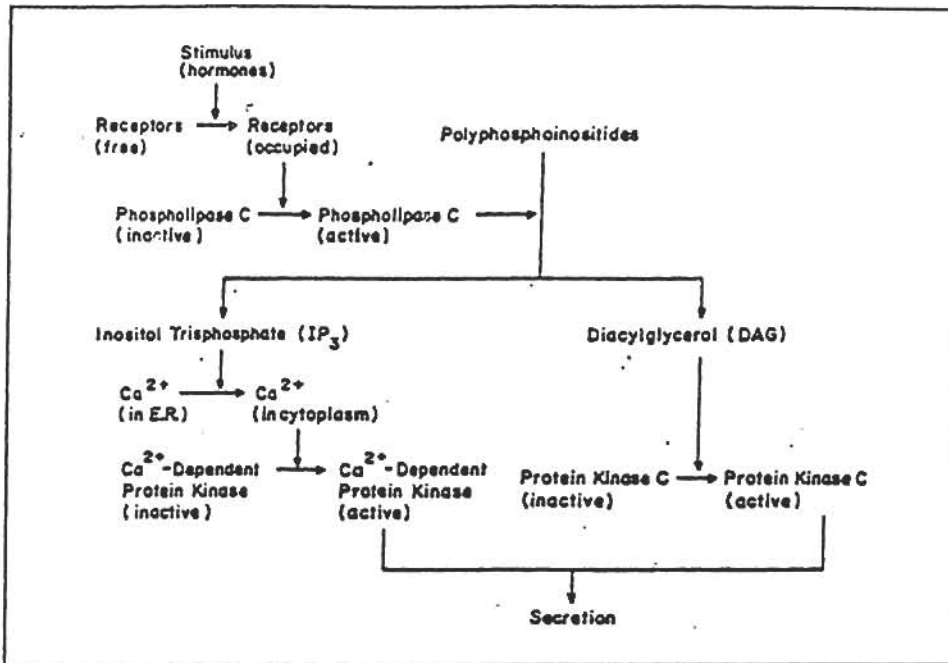 Stimulus
(hormones)
Receptors
(free)
Receptors
(occupied)
Polyphosphoinositides
Phospholipase C
(inactive)
Phospholipase C
(active)
Inositol Trisphosphate (IP3)
Diacylglycerol (DAG)
Ca2+
(in E.R.)
Ca2+
(in cytoplasm)
Ca2+-Dependent
Protein Kinase
(inactive)
Ca2+-Dependent
Protein Kinase
(active)
Protein Kinase C
(inactive)
Protein Kinase C
(active)
Secretion